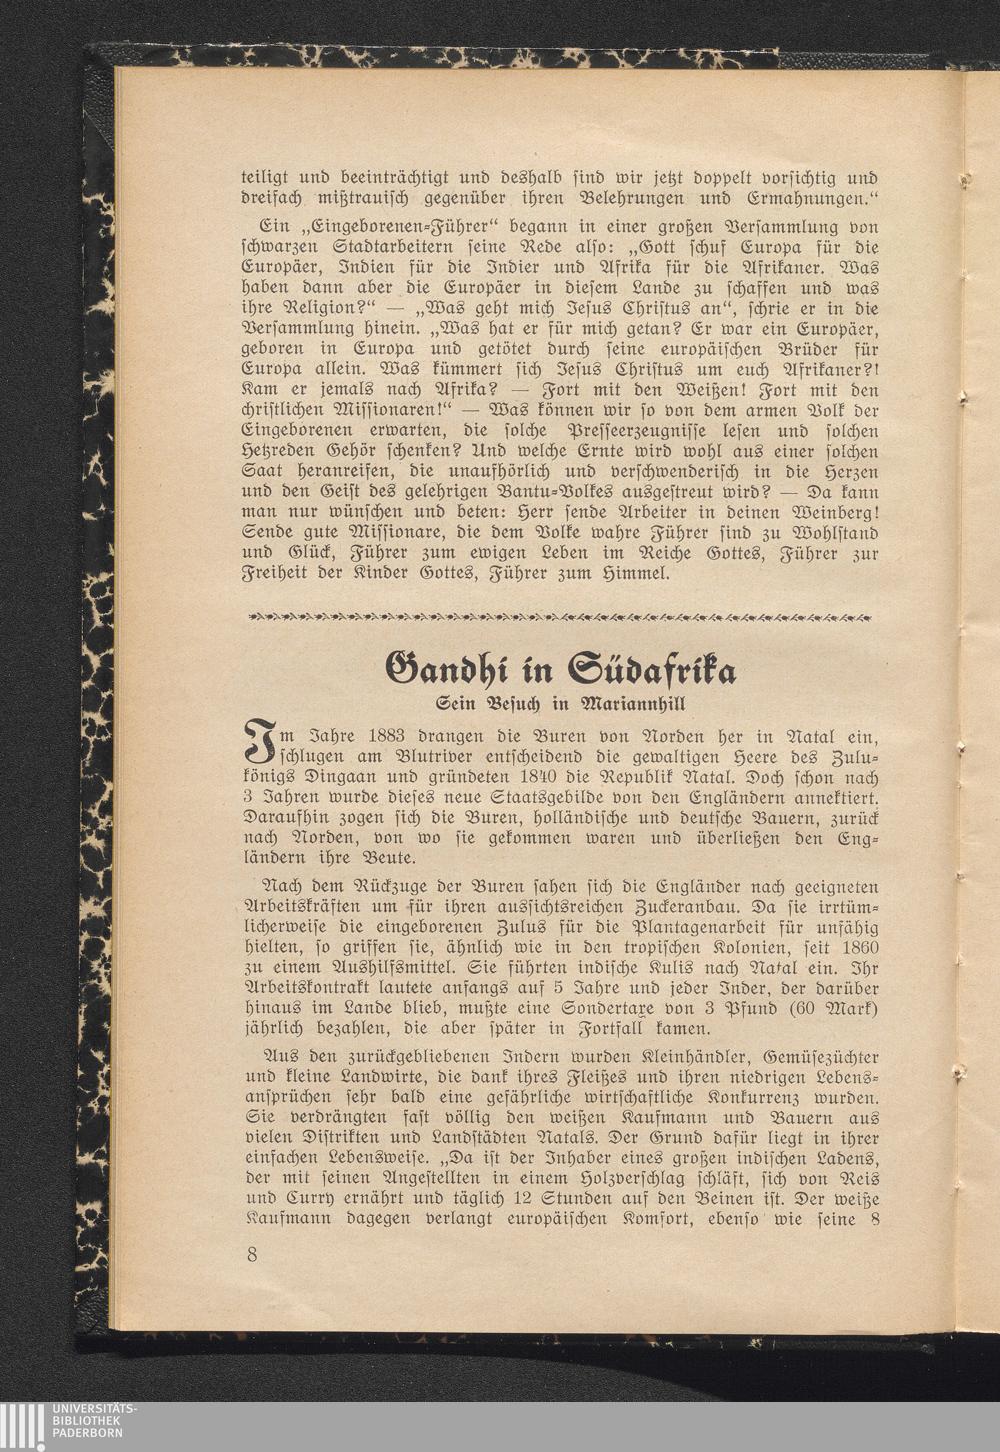 teiligt und beeinträchtigt und deshalb sind wir jetzt doppelt vorsichtig und
dreifach mißtrauisch gegenüber ihren Belehrungen und Ermahnungen.“
Ein „Eingeborenen-Führer“ begann in einer großen Versammlung von
schwarzen Stadtarbeitern seine Rede also: „Gott schuf Europa für die
Europäer, Indien für die Indier und Afrika für die Afrikaner. Was
haben dann aber die Europäer in diesem Lande zu schaffen und was
ihre Religion?“ — „Was geht mich Jesus Christus an“, schrie er in die
Versammlung hinein. „Was hat er für mich getan? Er war ein Europäer,
geboren in Europa und getötet durch seine europäischen Brüder für
Europa allein. Was kümmert sich Jesus Christus um euch Afrikaner?!
Kam er jemals nach Afrika? — Fort mit den Weißen! Fort mit den
christlichen Missionaren!“ — Was können wir so von dem armen Volk der
Eingeborenen erwarten, die solche Presseerzeugnisse lesen und solchen
Hetzreden Gehör schenken? Und welche Ernte wird wohl aus einer solchen
Saat heranreifen, die unaufhörlich und verschwenderisch in die Herzen
und den Geist des gelehrigen Bantu-Volkes ausgestreut wird? — Da kann
man nur wünschen und beten: Herr sende Arbeiter in deinen Weinberg!
Sende gute Missionare, die dem Volke wahre Führer sind zu Wohlstand
und Glück, Führer zum ewigen Leben im Reiche Gottes, Führer zur
Freiheit der Kinder Gottes, Führer zum Himmel.
Gandhi in Südafrika
Sein Besuch in Mariannhill
Im Jahre 1883 drangen die Buren von Norden her in Natal ein,
schlugen am Blutriver entscheidend die gewaltigen Heere des Zulu-
königs Dingaan und gründeten 1840 die Republik Natal. Doch schon nach
3 Jahren wurde dieses neue Staatsgebilde von den Engländern annektiert.
Daraufhin zogen sich die Buren, holländische und deutsche Bauern, zurück
nach Norden, von wo sie gekommen waren und überließen den Eng-
ländern ihre Beute.
Nach dem Rückzuge der Buren sahen sich die Engländer nach geeigneten
Arbeitskräften um für ihren aussichtsreichen Zuckeranbau. Da sie irrtüm-
licherweise die eingeborenen Zulus für die Plantagenarbeit für unfähig
hielten, so griffen sie, ähnlich wie in den tropischen Kolonien, seit 1860
zu einem Aushilfsmittel. Sie führten indische Kulis nach Natal ein. Ihr
Arbeitskontrakt lautete anfangs auf 5 Jahre und jeder Inder, der darüber
hinaus im Lande blieb, mußte eine Sondertaxe von 3 Pfund (60 Mark)
jährlich bezahlen, die aber später in Fortfall kamen.
Aus den zurückgebliebenen Indern wurden Kleinhändler, Gemüsezüchter
und kleine Landwirte, die dank ihres Fleißes und ihren niedrigen Lebens-
ansprüchen sehr bald eine gefährliche wirtschaftliche Konkurrenz wurden.
Sie verdrängten fast völlig den weißen Kaufmann und Bauern aus
vielen Distrikten und Landstädten Natals. Der Grund dafür liegt in ihrer
einfachen Lebensweise. „Da ist der Inhaber eines großen indischen Ladens,
der mit seinen Angestellten in einem Holzverschlag schläft, sich von Reis
und Curry ernährt und täglich 12 Stunden auf den Beinen ist. Der weiße
Kaufmann dagegen verlangt europäischen Komfort, ebenso wie seine 8
8
UNIVERSITÄTS-
BIBLIOTHEK
PADERBORN